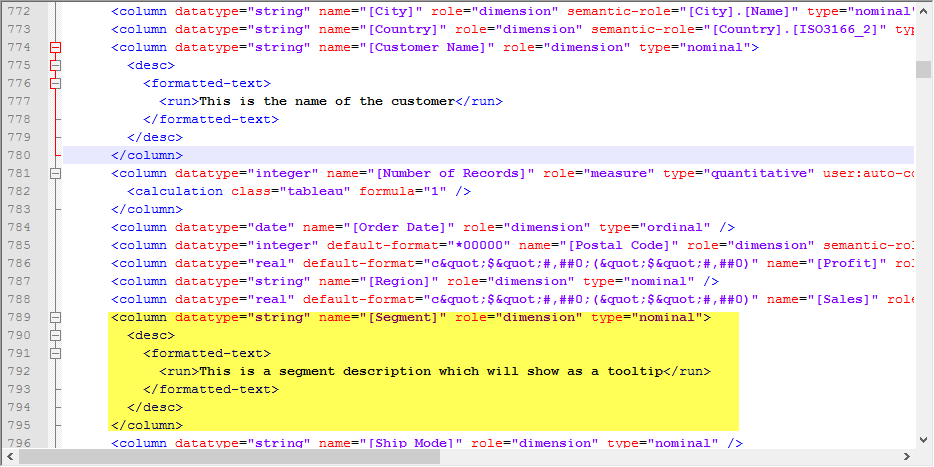 772 <column datatype="string" name="[City]" role="dimension" semantic-role="[City].[Name]" type="nominal"
773 <column datatype="string" name="[Country]" role="dimension" semantic-role="[Country].[ISO3166_2]" typ
774 <column datatype="string" name="[Customer Name]" role="dimension" type="nominal">
775 <desc>
776 <formatted-text>
777 <run>This is the name of the customer</run>
778 </formatted-text>
779 </desc>
780 </column>
781 <column datatype="integer" name="[Number of Records]" role="measure" type="quantitative" user:auto-co
782 <calculation class="tableau" formula="1" />
783 </column>
784 <column datatype="date" name="[Order Date]" role="dimension" type="ordinal" />
785 <column datatype="integer" default-format="*00000" name="[Postal Code]" role="dimension" semantic-rol
786 <column datatype="real" default-format="c&quot;$&quot;#,##0;(&quot;$&quot;#,##0)" name="[Profit]" rol
787 <column datatype="string" name="[Region]" role="dimension" type="nominal" />
788 <column datatype="real" default-format="c&quot;$&quot;#,##0;(&quot;$&quot;#,##0)" name="[Sales]" role
789 <column datatype="string" name="[Segment]" role="dimension" type="nominal">
790 <desc>
791 <formatted-text>
792 <run>This is a segment description which will show as a tooltip</run>
793 </formatted-text>
794 </desc>
795 </column>
796 <column datatype="string" name="[Ship Mode]" role="dimension" type="nominal" />